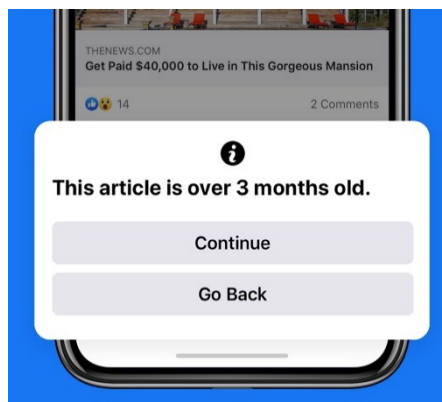 THENEWS.COM
Get Paid $40,000 to Live in This Gorgeous Mansion
14
2 Comments
This article is over 3 months old.
Continue
Go Back